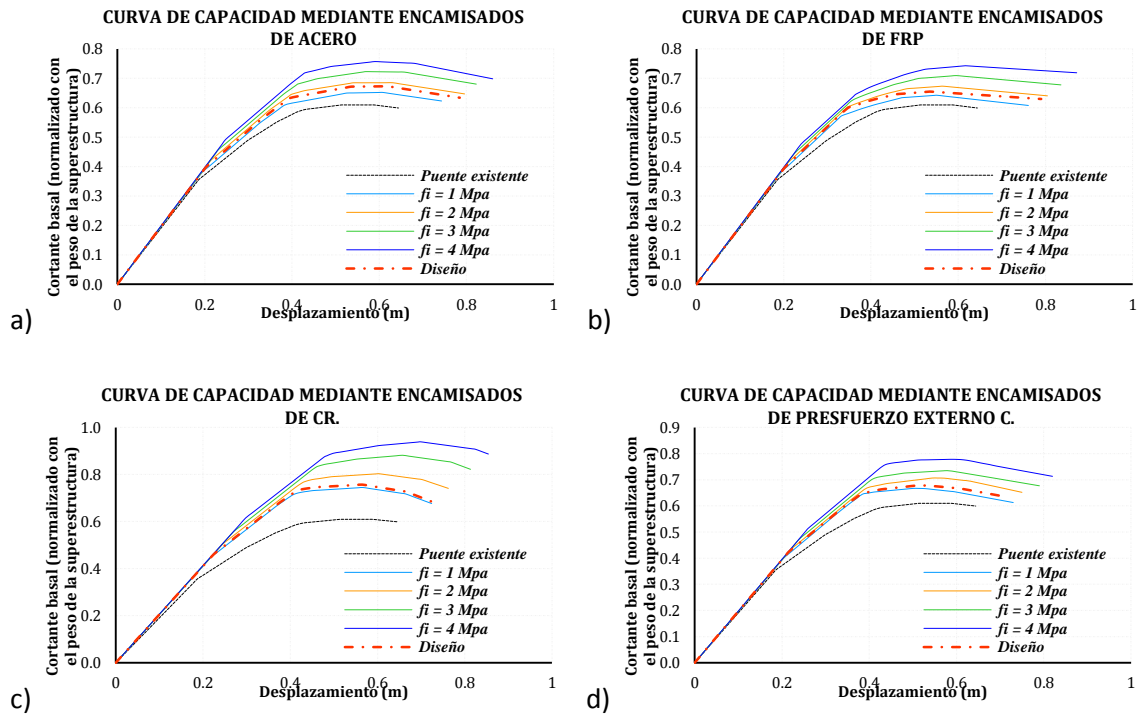 CURVA DE CAPACIDAD MEDIANTE ENCAMISADOS
DE ACERO
Cortante basal (normalizado con
el peso de la superestructura)
0.8
0.7
0.6
0.5
0.4
0.3
0.2
0.1
0.0
Puente existente
fi = 1 Mpa
fi = 2 Mpa
fi = 3 Mpa
fi = 4 Mpa
Diseño
0 0.2 0.4 0.6 0.8 1
Desplazamiento (m)
a)
CURVA DE CAPACIDAD MEDIANTE ENCAMISADOS
DE FRP
Cortante basal (normalizado con
el peso de la superestructura)
0.8
0.7
0.6
0.5
0.4
0.3
0.2
0.1
0.0
Puente existente
fi = 1 Mpa
fi = 2 Mpa
fi = 3 Mpa
fi = 4 Mpa
Diseño
0 0.2 0.4 0.6 0.8 1
Desplazamiento (m)
b)
CURVA DE CAPACIDAD MEDIANTE ENCAMISADOS
DE CR.
Cortante basal (normalizado con
el peso de la superestructura)
1.0
0.8
0.6
0.4
0.2
0.0
Puente existente
fi = 1 Mpa
fi = 2 Mpa
fi = 3 Mpa
fi = 4 Mpa
Diseño
0 0.2 0.4 0.6 0.8 1
Desplazamiento (m)
c)
CURVA DE CAPACIDAD MEDIANTE ENCAMISADOS
DE PRESFUERZO EXTERNO C.
Cortante basal (normalizado con
el peso de la superestructura)
0.9
0.8
0.7
0.6
0.5
0.4
0.3
0.2
0.1
0.0
Puente existente
fi = 1 Mpa
fi = 2 Mpa
fi = 3 Mpa
fi = 4 Mpa
Diseño
0 0.2 0.4 0.6 0.8 1
Desplazamiento (m)
d)